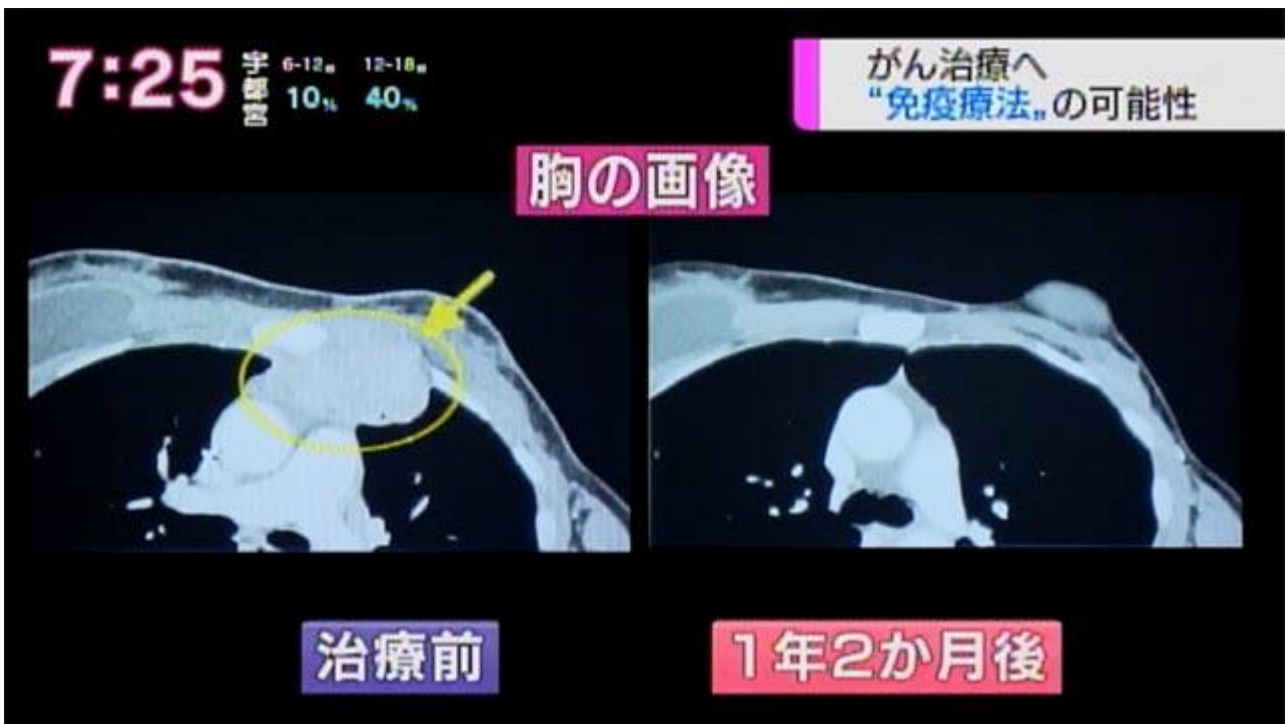 7:25
宇都宮
6-12時 12-18時
10% 40%
がん治療へ
“免疫療法„の可能性
胸の画像
治療前
1年2か月後